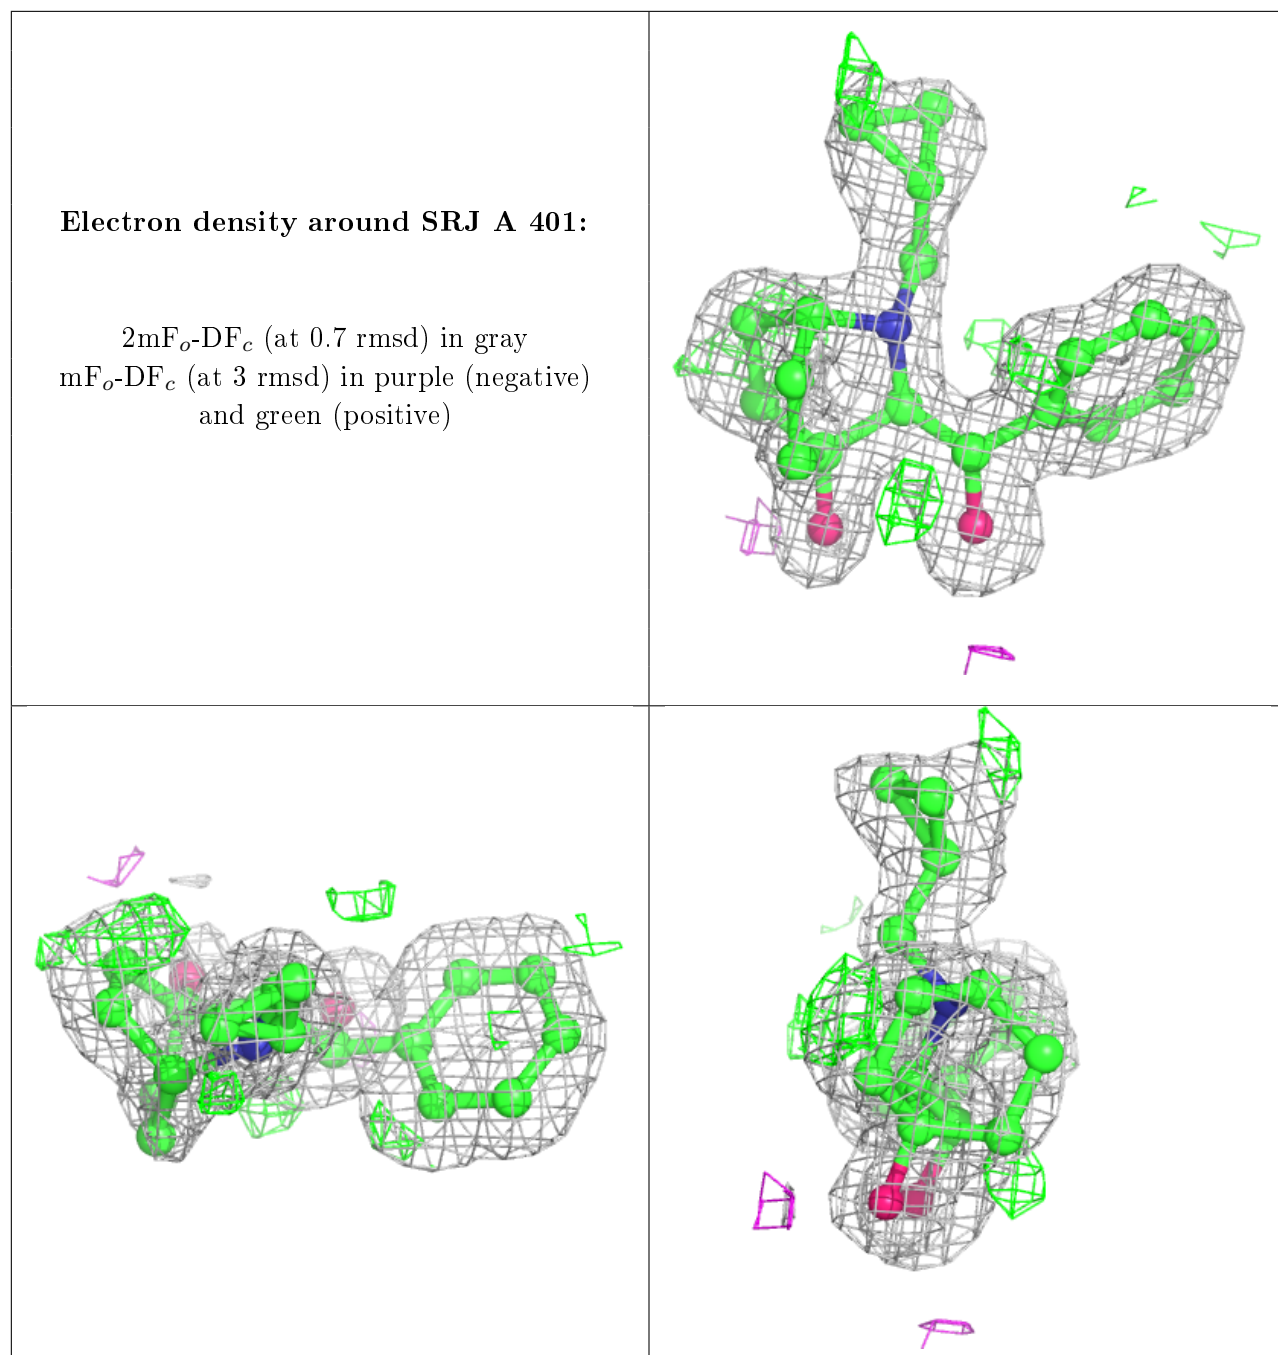 Electron density around SRJ A 401:
2mFo-DFc (at 0.7 rmsd) in gray
mFo-DFc (at 3 rmsd) in purple (negative)
and green (positive)